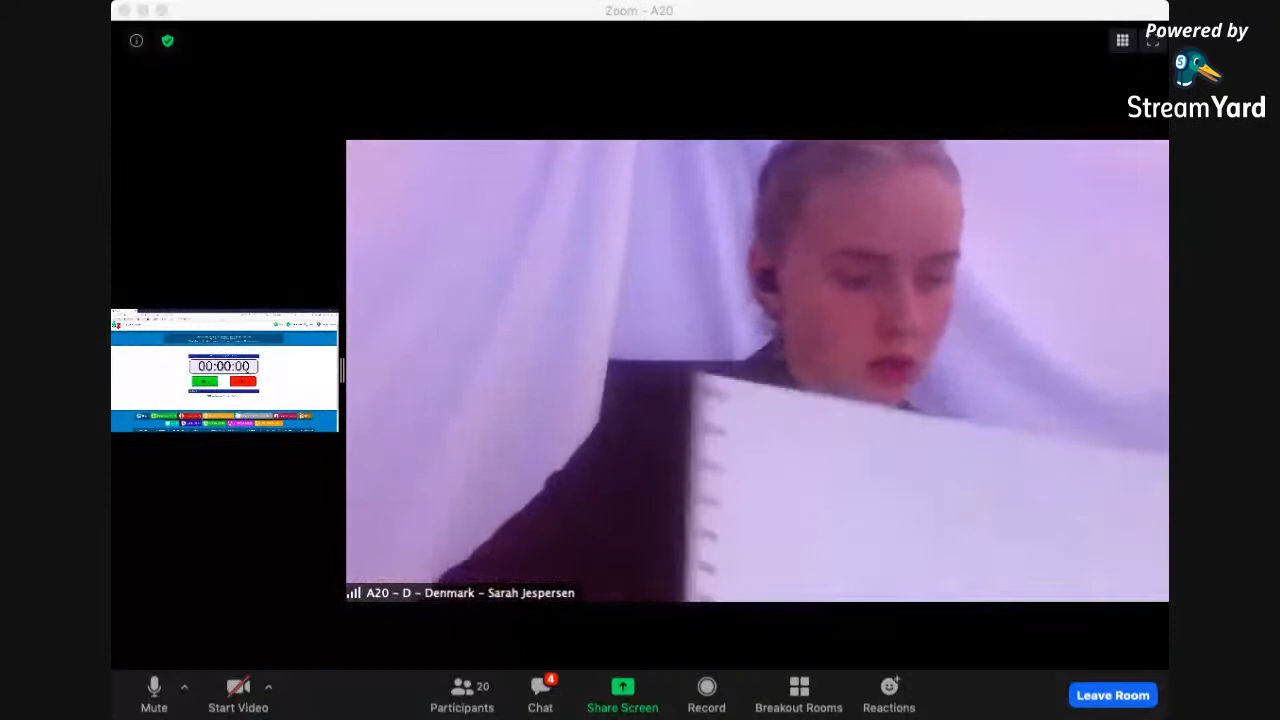 Zoom - A20
Powered by
StreamYard
00:00:00
A20 - D - Denmark - Sarah Jespersen
Mute
Start Video
Participants
20
Chat
4
Share Screen
Record
Breakout Rooms
Reactions
Leave Room